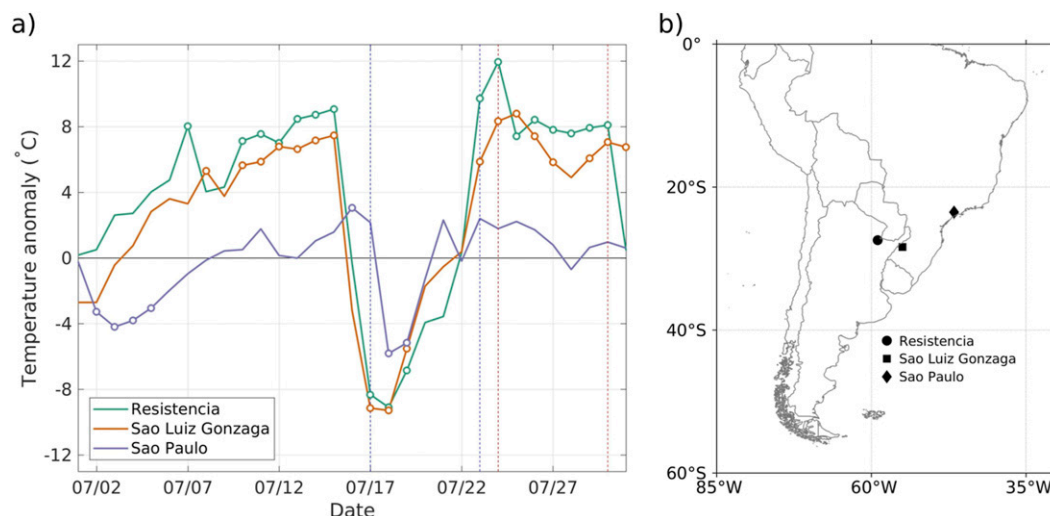 a)
Temperature anomaly (°C)
12
8
4
0
-4
-8
-12
Resistencia
Sao Luiz Gonzaga
Sao Paulo
07/02 07/07 07/12 07/17 07/22 07/27
Date
b)
0°
20°S
40°S
60°S
Resistencia
Sao Luiz Gonzaga
Sao Paulo
85°W 60°W 35°W